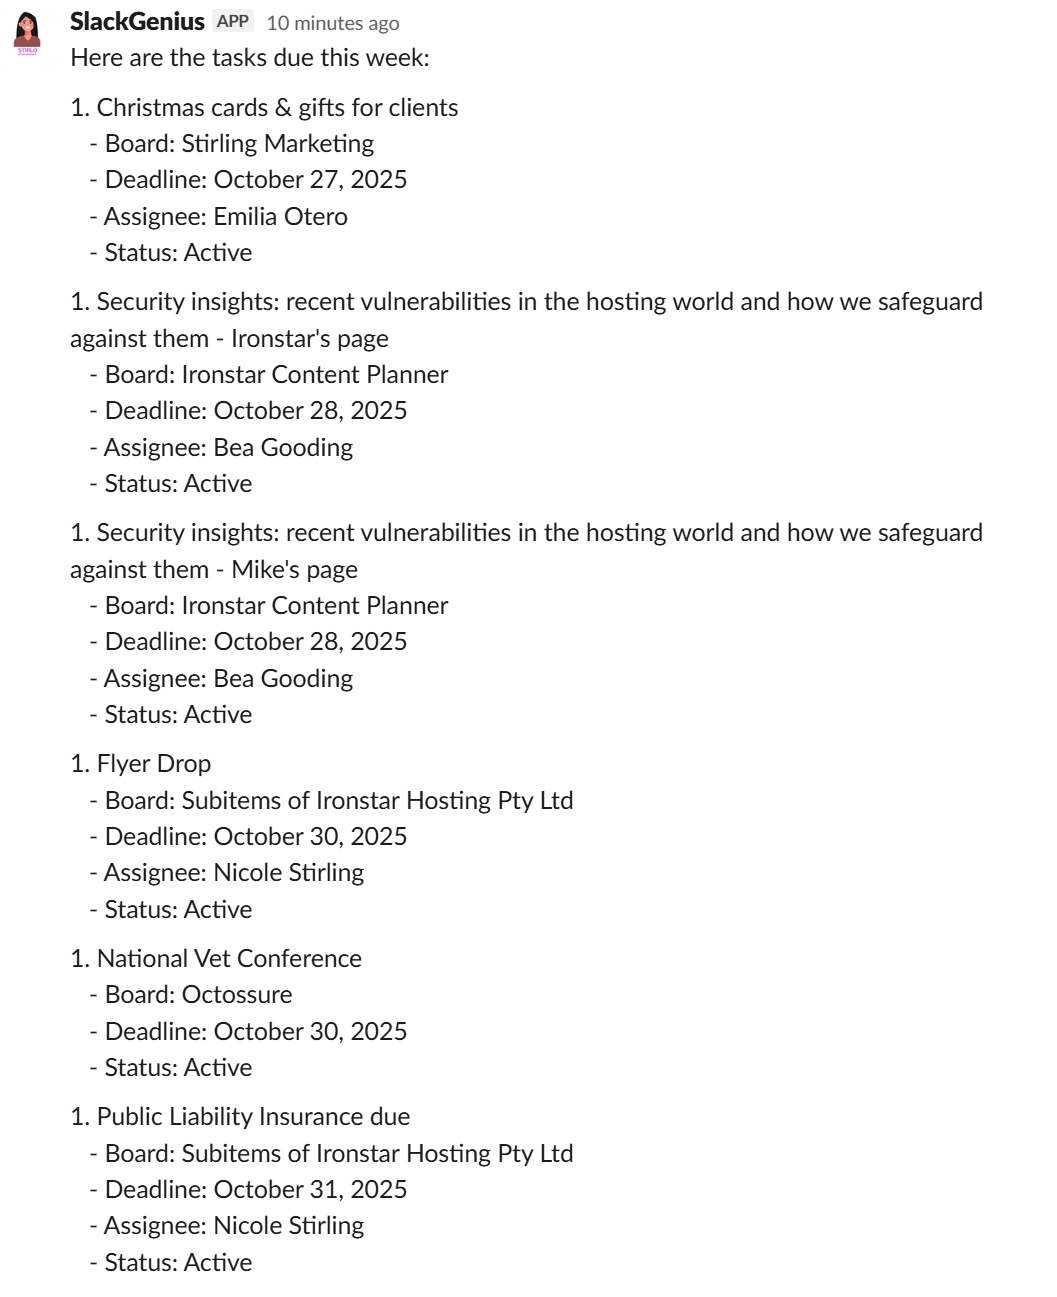 SlackGenius APP 10 minutes ago
Here are the tasks due this week:
1. Christmas cards & gifts for clients
- Board: Stirling Marketing
- Deadline: October 27, 2025
- Assignee: Emilia Otero
- Status: Active
1. Security insights: recent vulnerabilities in the hosting world and how we safeguard
against them - Ironstar's page
- Board: Ironstar Content Planner
- Deadline: October 28, 2025
- Assignee: Bea Gooding
- Status: Active
1. Security insights: recent vulnerabilities in the hosting world and how we safeguard
against them - Mike's page
- Board: Ironstar Content Planner
- Deadline: October 28, 2025
- Assignee: Bea Gooding
- Status: Active
1. Flyer Drop
- Board: Subitems of Ironstar Hosting Pty Ltd
- Deadline: October 30, 2025
- Assignee: Nicole Stirling
- Status: Active
1. National Vet Conference
- Board: Octossure
- Deadline: October 30, 2025
- Status: Active
1. Public Liability Insurance due
- Board: Subitems of Ironstar Hosting Pty Ltd
- Deadline: October 31, 2025
- Assignee: Nicole Stirling
- Status: Active